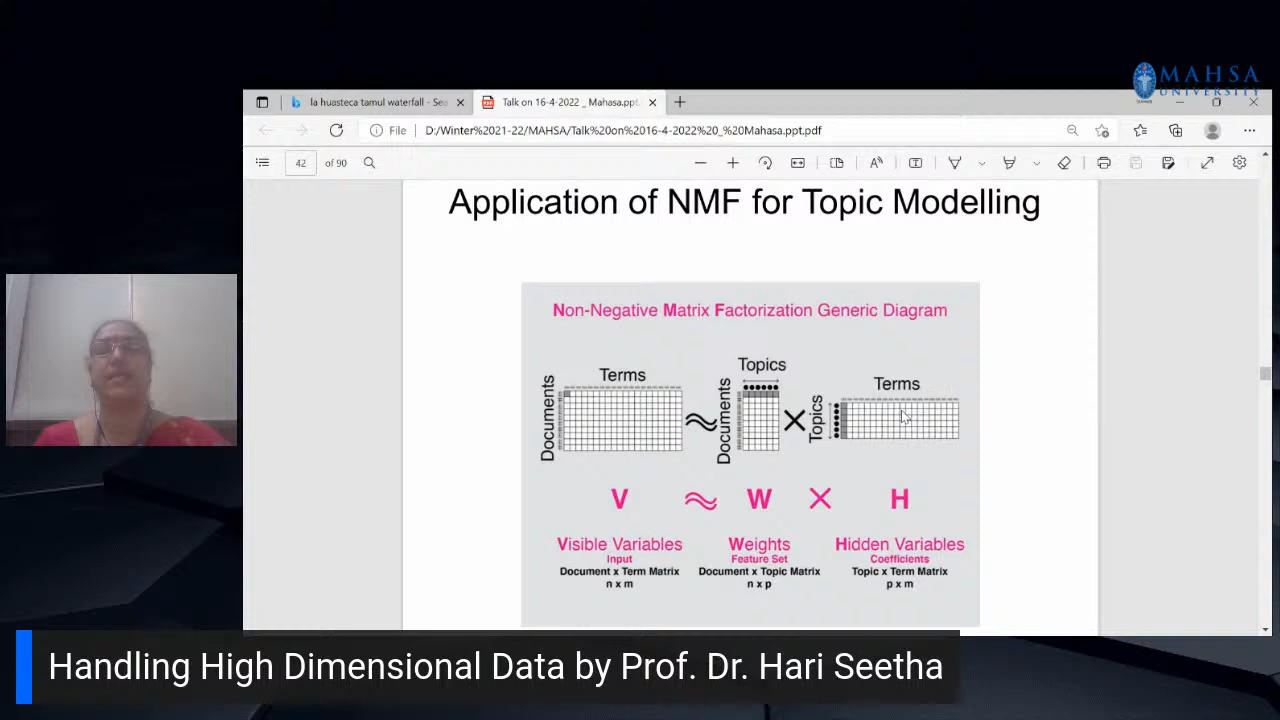 MAHSA
UNIVERSITY
la huasteca tamul waterfall - Sea
Talk on 16-4-2022 _ Mahasa.ppt.
File
D:/Winter%2021-22/MAHSA/Talk%20on%2016-4-2022%20_%20Mahasa.ppt.pdf
42 of 90
Application of NMF for Topic Modelling
Non-Negative Matrix Factorization Generic Diagram
Documents
Terms
≈
Documents
Topics
×
Topics
Terms
V ≈ W × H
Visible Variables
Input
Document x Term Matrix
n x m
Weights
Feature Set
Document x Topic Matrix
n x p
Hidden Variables
Coefficients
Topic x Term Matrix
p x m
Handling High Dimensional Data by Prof. Dr. Hari Seetha